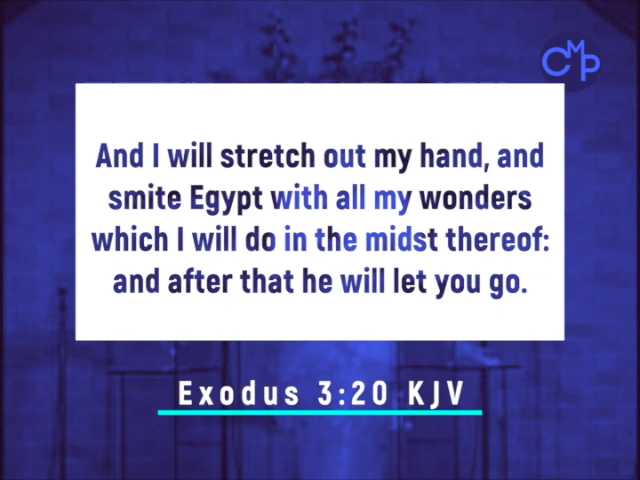 CMP
And I will stretch out my hand, and
smite Egypt with all my wonders
which I will do in the midst thereof:
and after that he will let you go.
Exodus 3:20 KJV